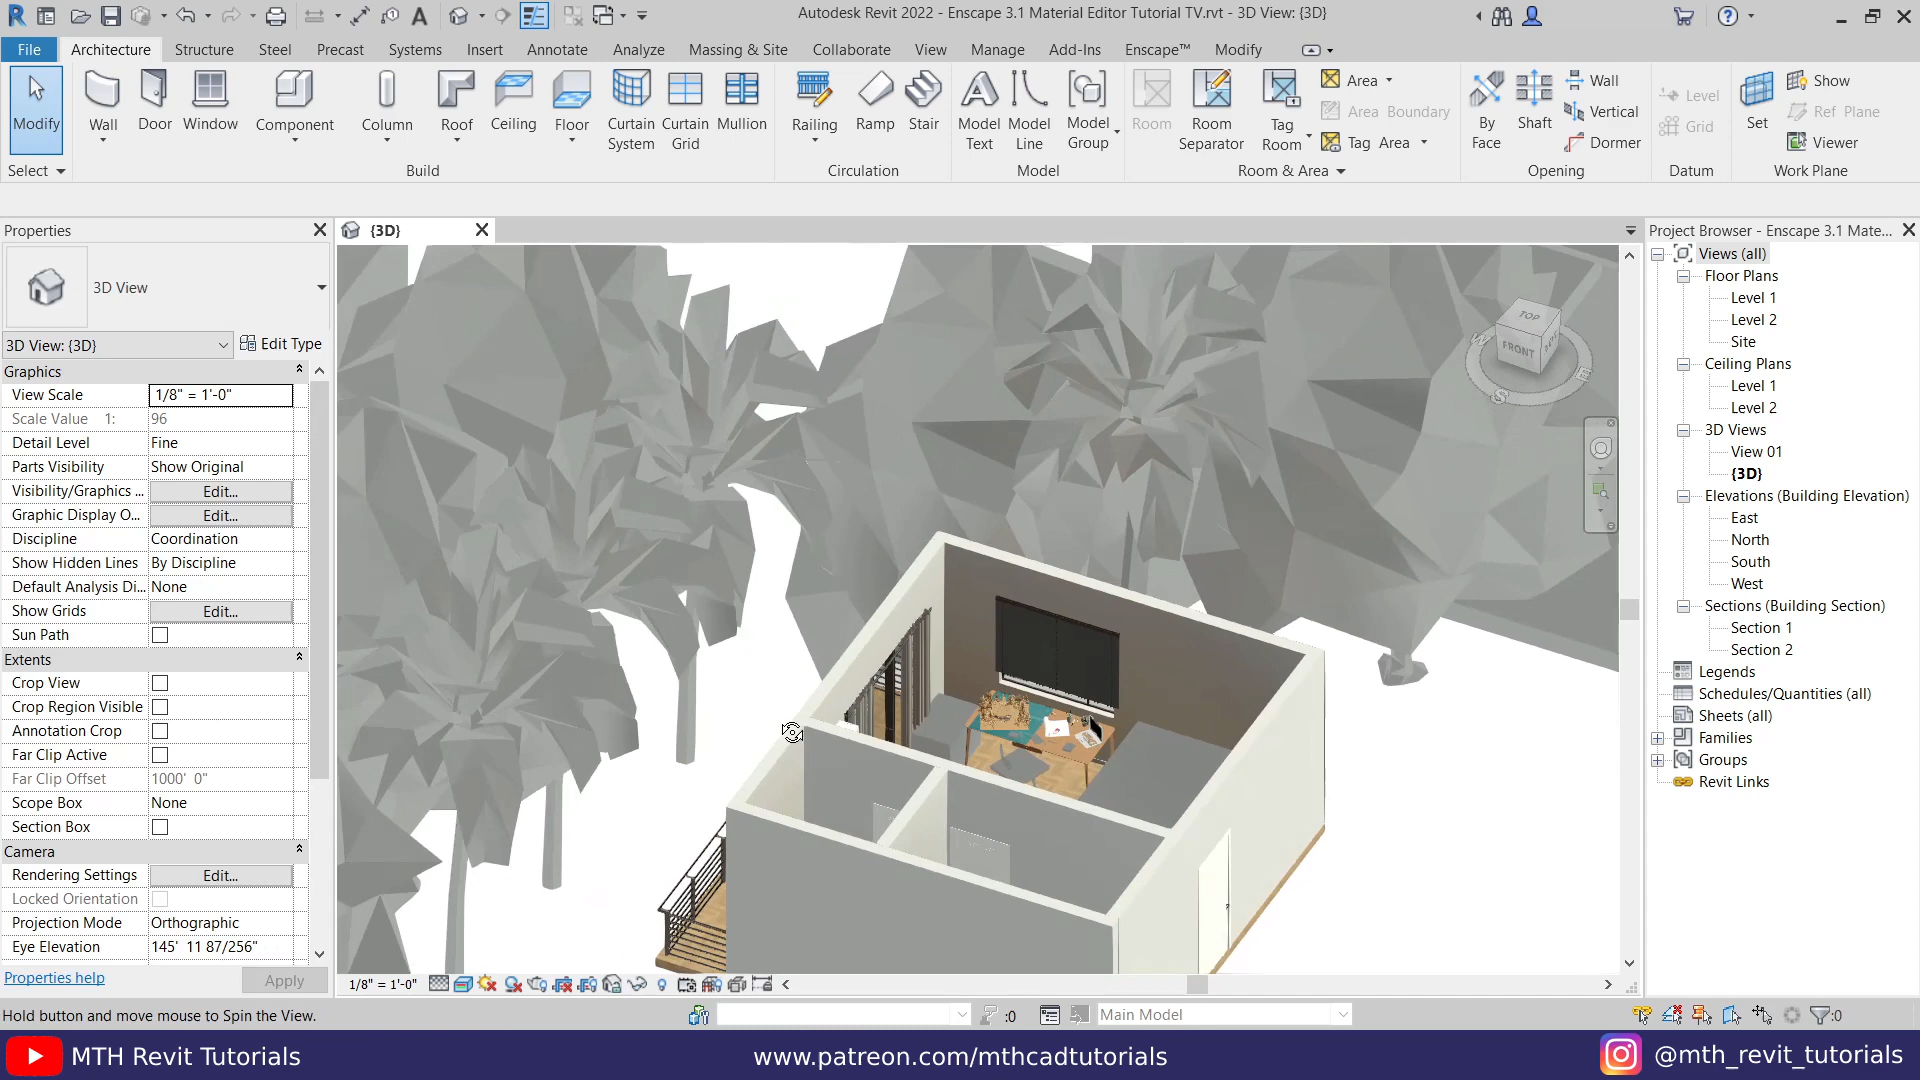 Autodesk Revit 2022 - Enscape 3.1 Material Editor Tutorial TV.rvt - 3D View: {3D}
File Architecture Structure Steel Precast Systems Insert Annotate Analyze Massing & Site Collaborate View Manage Add-Ins Enscape™ Modify
Modify Wall Door Window Component Column Roof Ceiling Floor Curtain System Curtain Grid Mullion Railing Ramp Stair Model Text Model Line Model Group Room Room Separator Tag Room Area Area Boundary Tag Area By Face Shaft Wall Vertical Dormer Level Grid Set Show Ref Plane Viewer
Select Build Circulation Model Room & Area Opening Datum Work Plane
Properties
3D View
3D View: {3D} Edit Type
Graphics
View Scale 1/8" = 1'-0"
Scale Value 1: 96
Detail Level Fine
Parts Visibility Show Original
Visibility/Graphics ... Edit...
Graphic Display O... Edit...
Discipline Coordination
Show Hidden Lines By Discipline
Default Analysis Di... None
Show Grids Edit...
Sun Path
Extents
Crop View
Crop Region Visible
Annotation Crop
Far Clip Active
Far Clip Offset 1000' 0"
Scope Box None
Section Box
Camera
Rendering Settings Edit...
Locked Orientation
Projection Mode Orthographic
Eye Elevation 145' 11 87/256"
Properties help Apply
{3D}
TOP
FRONT
W
S
1/8" = 1'-0"
Project Browser - Enscape 3.1 Mate...
Views (all)
Floor Plans
Level 1
Level 2
Site
Ceiling Plans
Level 1
Level 2
3D Views
View 01
{3D}
Elevations (Building Elevation)
East
North
South
West
Sections (Building Section)
Section 1
Section 2
Legends
Schedules/Quantities (all)
Sheets (all)
Families
Groups
Revit Links
Hold button and move mouse to Spin the View. :0 Main Model :0
MTH Revit Tutorials www.patreon.com/mthcadtutorials @mth_revit_tutorials